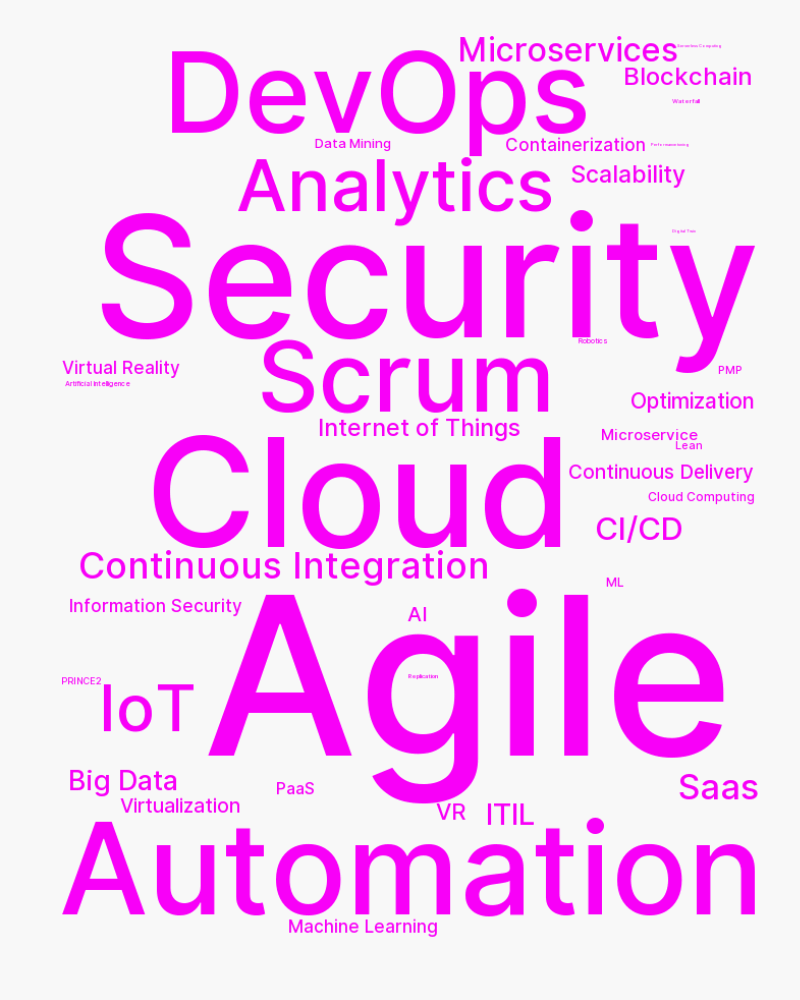 Microservices
Serverless Computing
DevOps
Blockchain
Waterfall
Data Mining
Containerization
Analytics
Scalability
Security
Digital Twin
Robotics
Scrum
Virtual Reality
PMP
Artificial Intelligence
Optimization
Internet of Things
Microservice
Lean
Cloud
Continuous Delivery
Cloud Computing
CI/CD
Continuous Integration
ML
Information Security
AI
Agile
Replication
PRINCE2
IoT
Big Data
PaaS
Saas
Virtualization
VR
ITIL
Automation
Machine Learning